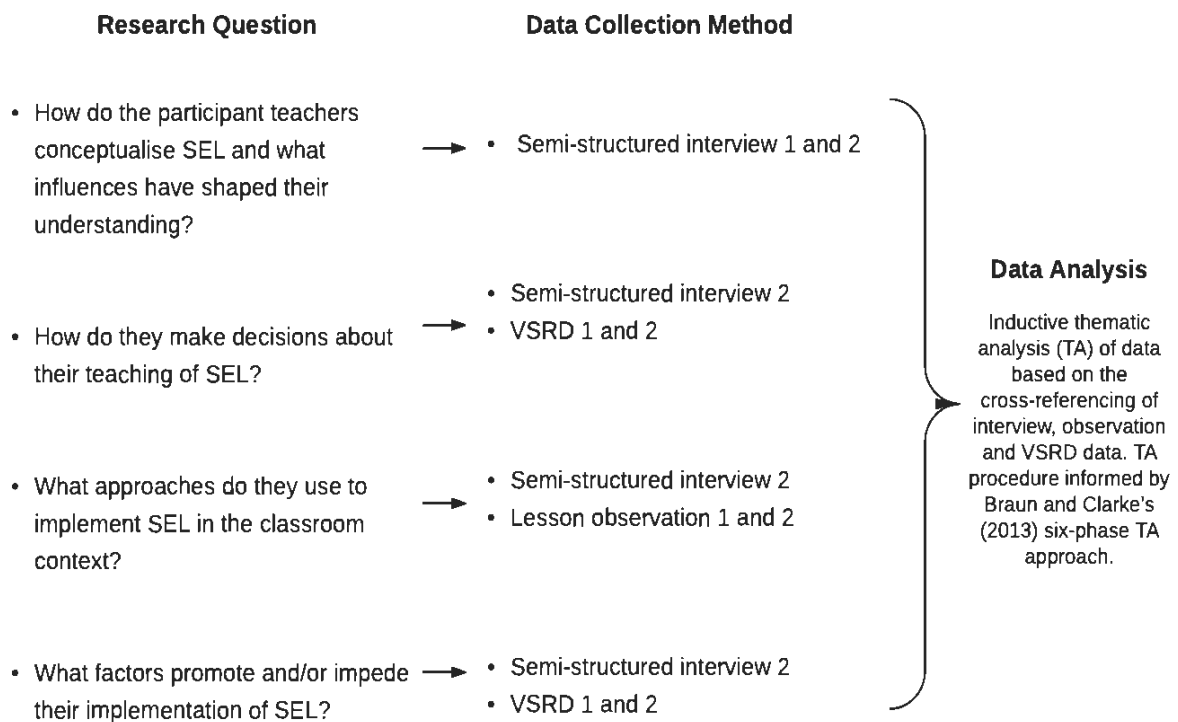 Research Question
Data Collection Method
• How do the participant teachers
conceptualise SEL and what
influences have shaped their
understanding?
• Semi-structured interview 1 and 2
• How do they make decisions about
their teaching of SEL?
• Semi-structured interview 2
• VSRD 1 and 2
• What approaches do they use to
implement SEL in the classroom
context?
• Semi-structured interview 2
• Lesson observation 1 and 2
• What factors promote and/or impede
their implementation of SEL?
• Semi-structured interview 2
• VSRD 1 and 2
Data Analysis
Inductive thematic
analysis (TA) of data
based on the
cross-referencing of
interview, observation
and VSRD data. TA
procedure informed by
Braun and Clarke's
(2013) six-phase TA
approach.